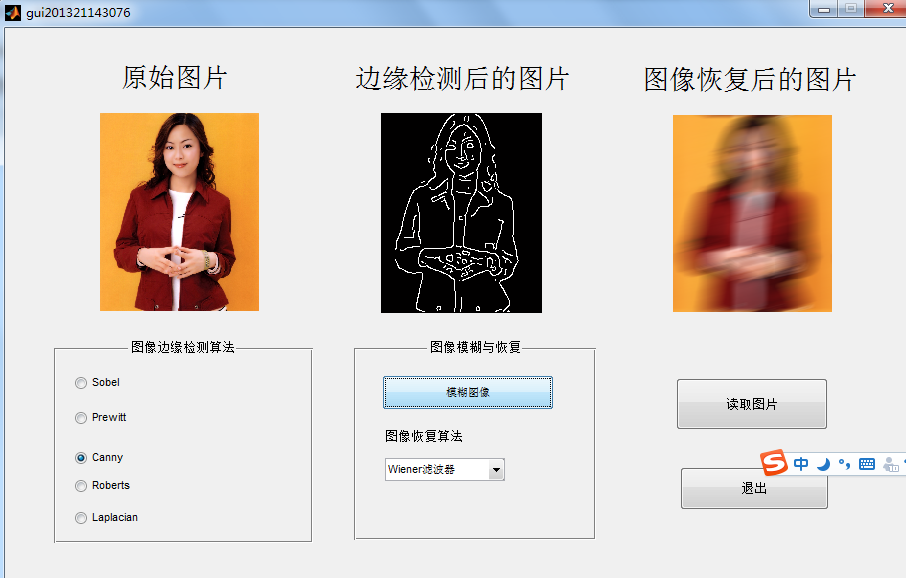 gui201321143076
原始图片
边缘检测后的图片
图像恢复后的图片
图像边缘检测算法
Sobel
Prewitt
Canny
Roberts
Laplacian
图像模糊与恢复
模糊图像
图像恢复算法
Wiener滤波器
读取图片
中
退出